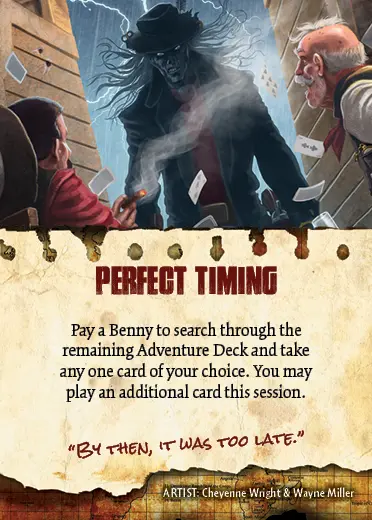 PERFECT TIMING
Pay a Benny to search through the
remaining Adventure Deck and take
any one card of your choice. You may
play an additional card this session.
“By then, it was too late.”
ARTIST: Cheyenne Wright & Wayne Miller